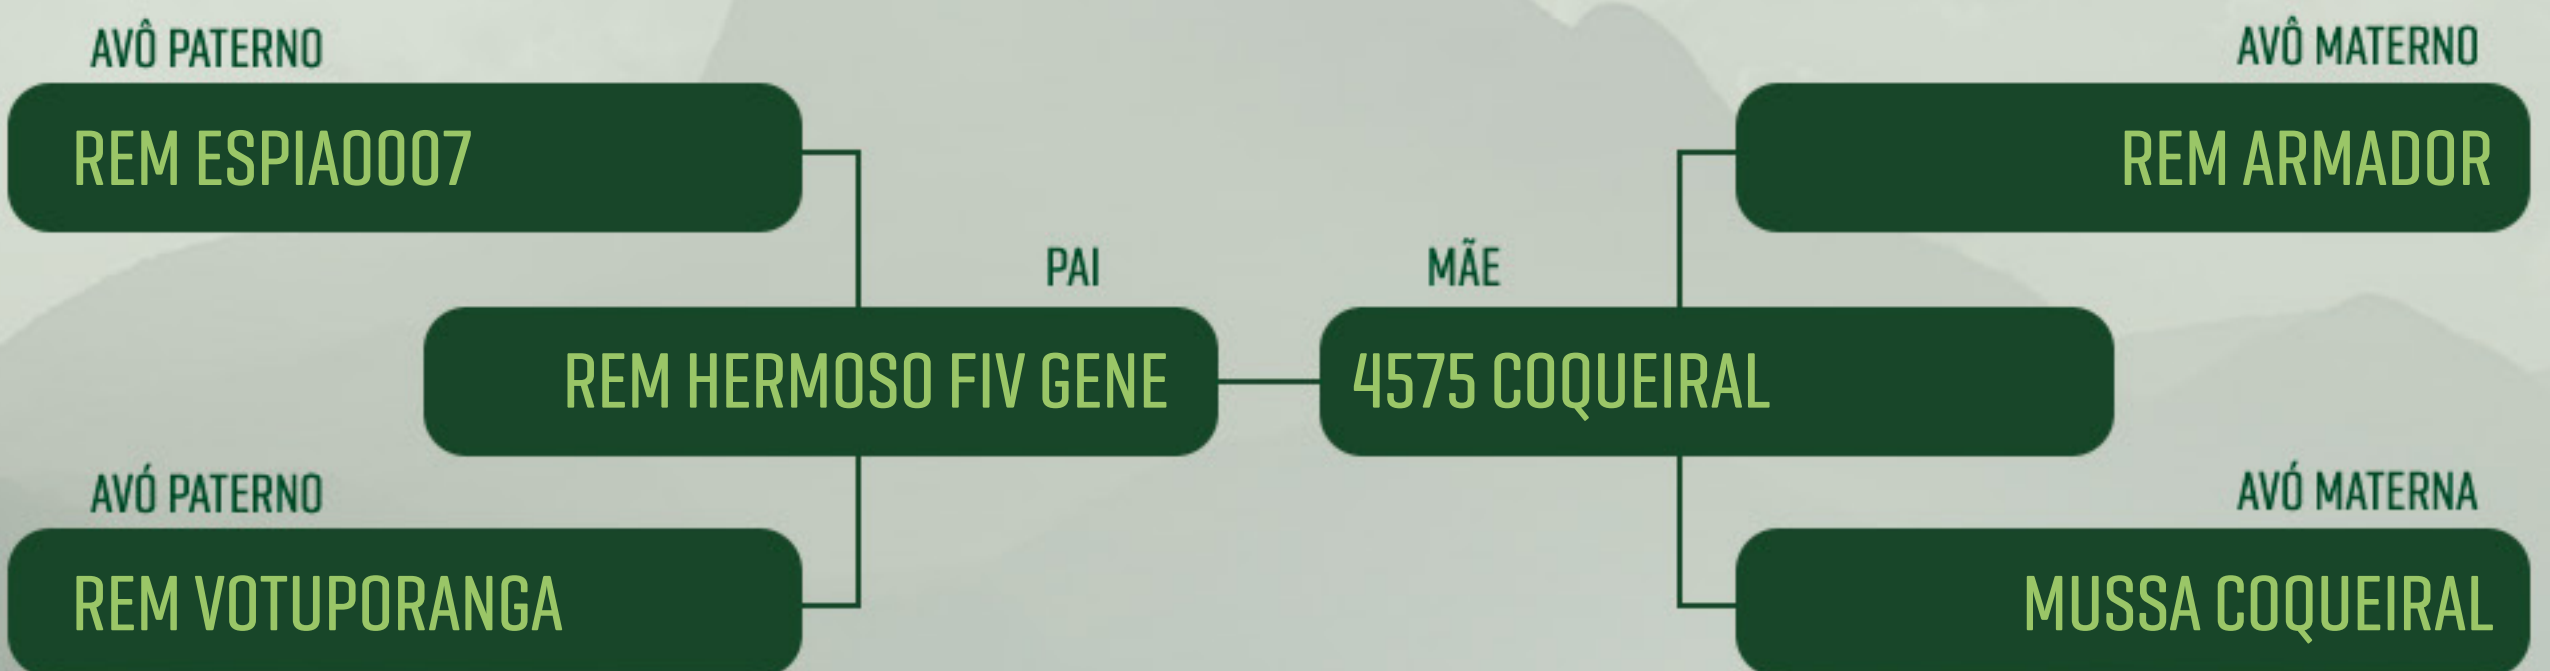 AVÔ PATERNO
AVÔ MATERNO
REM ESPIA0007
REM ARMADOR
PAI
MÃE
REM HERMOSO FIV GENE
4575 COQUEIRAL
AVÓ PATERNO
AVÓ MATERNA
REM VOTUPORANGA
MUSSA COQUEIRAL